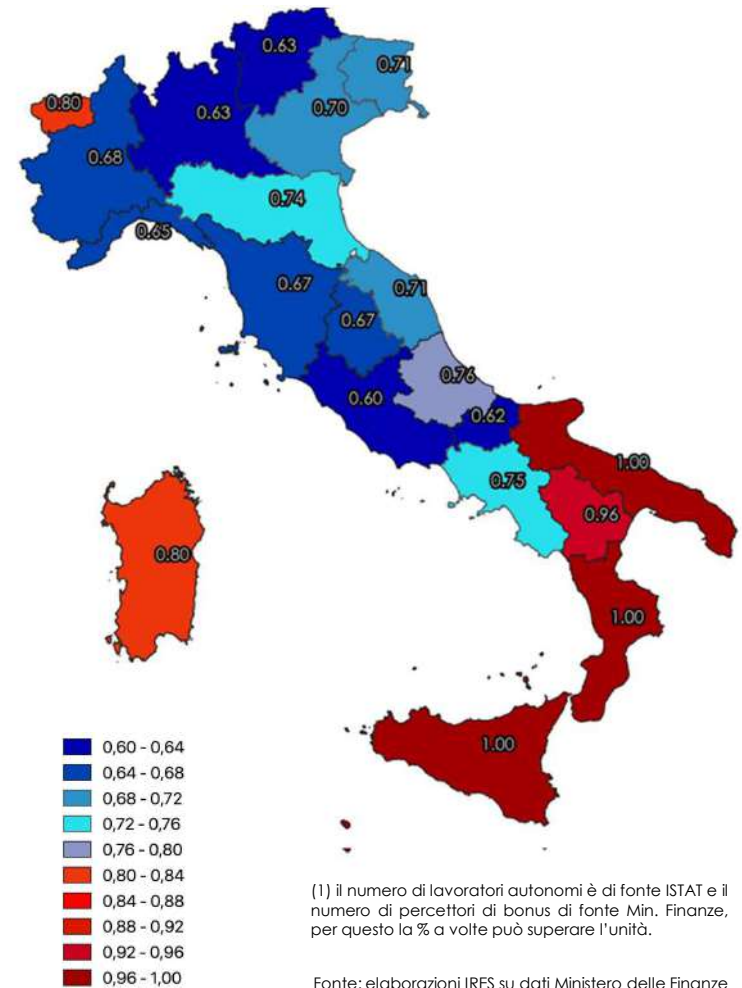 0.63
0.71
0.80
0.63
0.70
0.68
0.74
0.65
0.67
0.71
0.67
0.76
0.60
0.62
1.00
0.75
0.96
0.80
1.00
1.00
0,60 - 0,64
0,64 - 0,68
0,68 - 0,72
0,72 - 0,76
0,76 - 0,80
0,80 - 0,84
0,84 - 0,88
0,88 - 0,92
0,92 - 0,96
0,96 - 1,00
(1) il numero di lavoratori autonomi è di fonte ISTAT e il
numero di percettori di bonus di fonte Min. Finanze,
per questo la % a volte può superare l'unità.
Fonte: elaborazioni IRES su dati Ministero delle Finanze